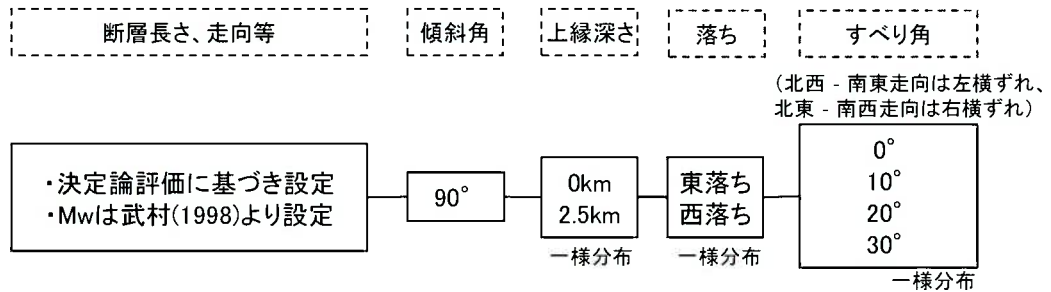 断層長さ、走向等
傾斜角
上縁深さ
落ち
すべり角
（北西‐南東走向は左横ずれ、
北東‐南西走向は右横ずれ）
・決定論評価に基づき設定
・Mwは武村(1998)より設定
90°
0km
2.5km
一様分布
東落ち
西落ち
一様分布
0°
10°
20°
30°
一様分布